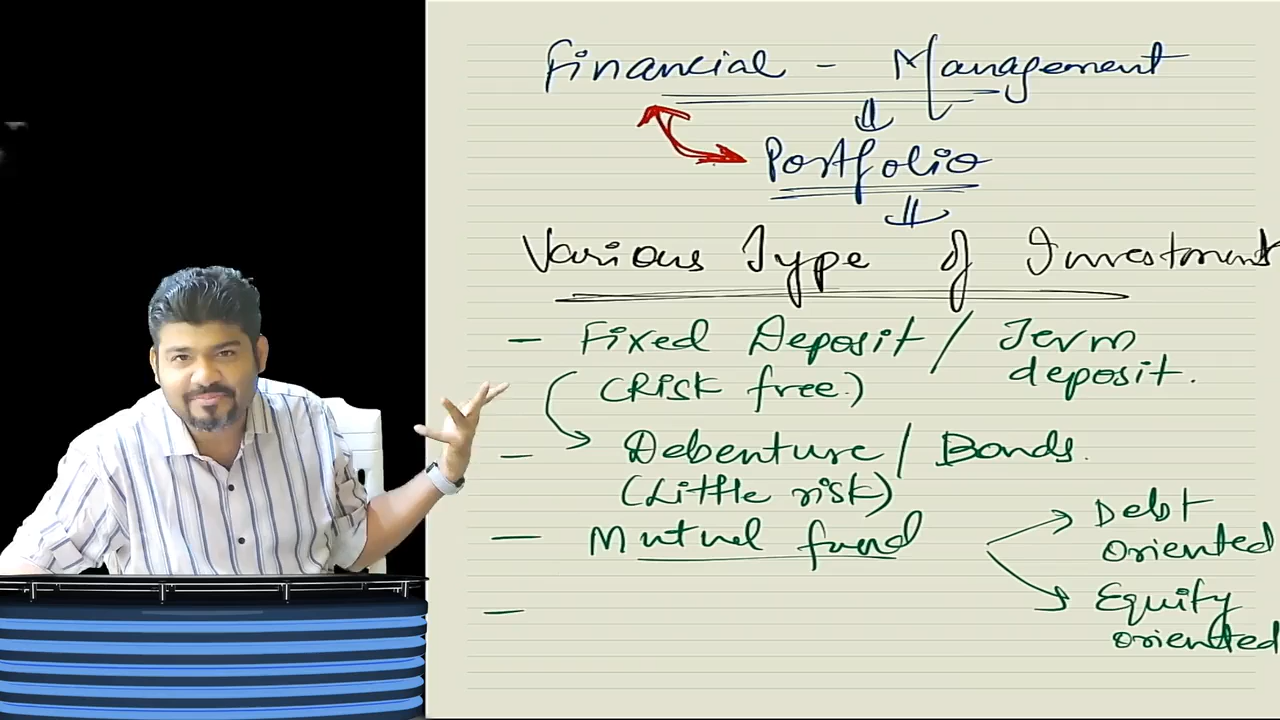 Financial - Management
Portfolio
Various Type of Investment
- Fixed Deposit / Term deposit.
(Risk free.)
- Debenture / Bonds.
(Little risk)
- Mutual fund
Debt oriented
Equity oriented
-